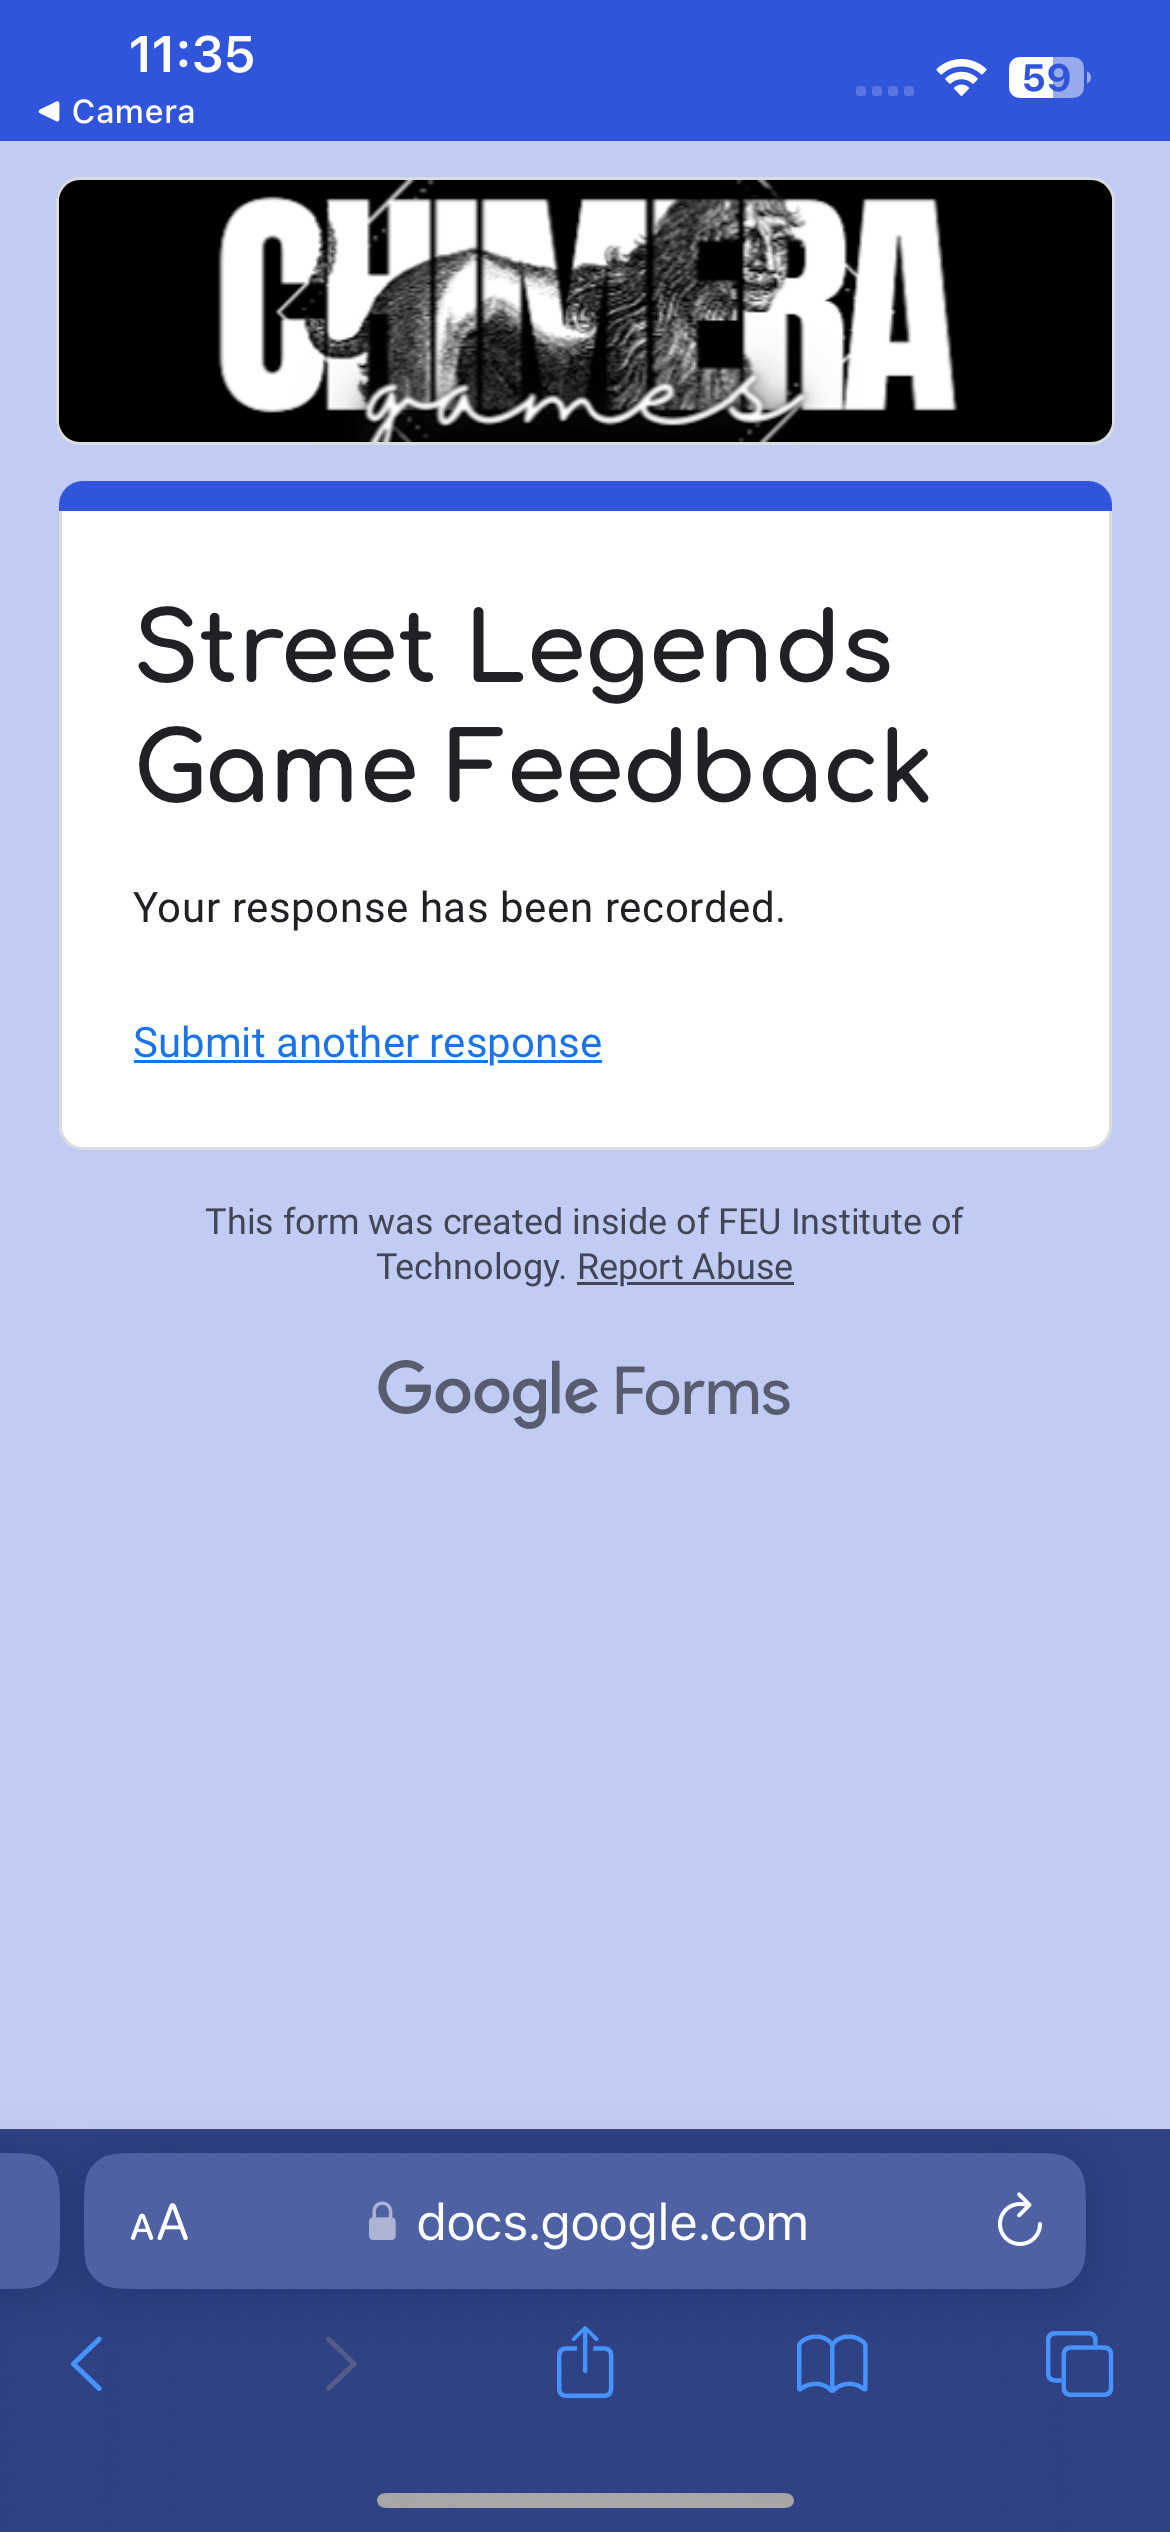 11:35
Camera
59
CHIMERA
games
Street Legends
Game Feedback
Your response has been recorded.
Submit another response
This form was created inside of FEU Institute of
Technology. Report Abuse
Google Forms
AA docs.google.com